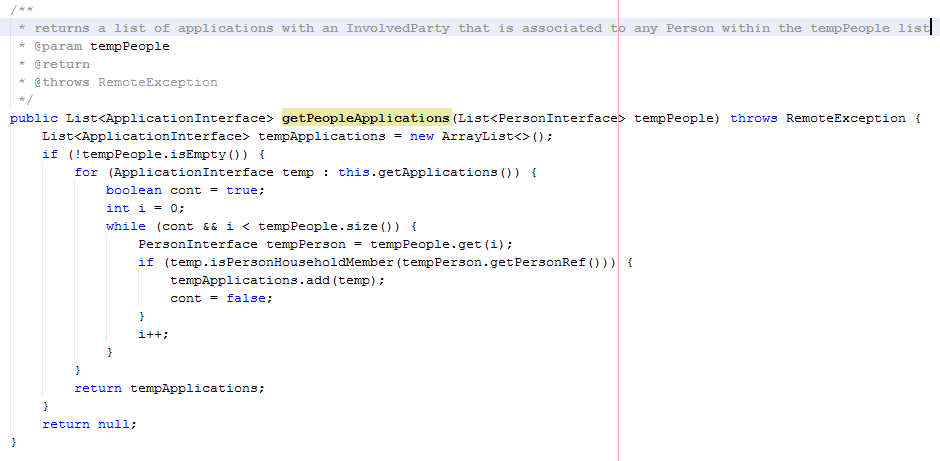 /**
 * returns a list of applications with an InvolvedParty that is associated to any Person within the tempPeople list
 * @param tempPeople
 * @return
 * @throws RemoteException
 */
public List<ApplicationInterface> getPeopleApplications(List<PersonInterface> tempPeople) throws RemoteException {
    List<ApplicationInterface> tempApplications = new ArrayList<>();
    if (!tempPeople.isEmpty()) {
        for (ApplicationInterface temp : this.getApplications()) {
            boolean cont = true;
            int i = 0;
            while (cont && i < tempPeople.size()) {
                PersonInterface tempPerson = tempPeople.get(i);
                if (temp.isPersonHouseholdMember(tempPerson.getPersonRef())) {
                    tempApplications.add(temp);
                    cont = false;
                }
                i++;
            }
        }
        return tempApplications;
    }
    return null;
}